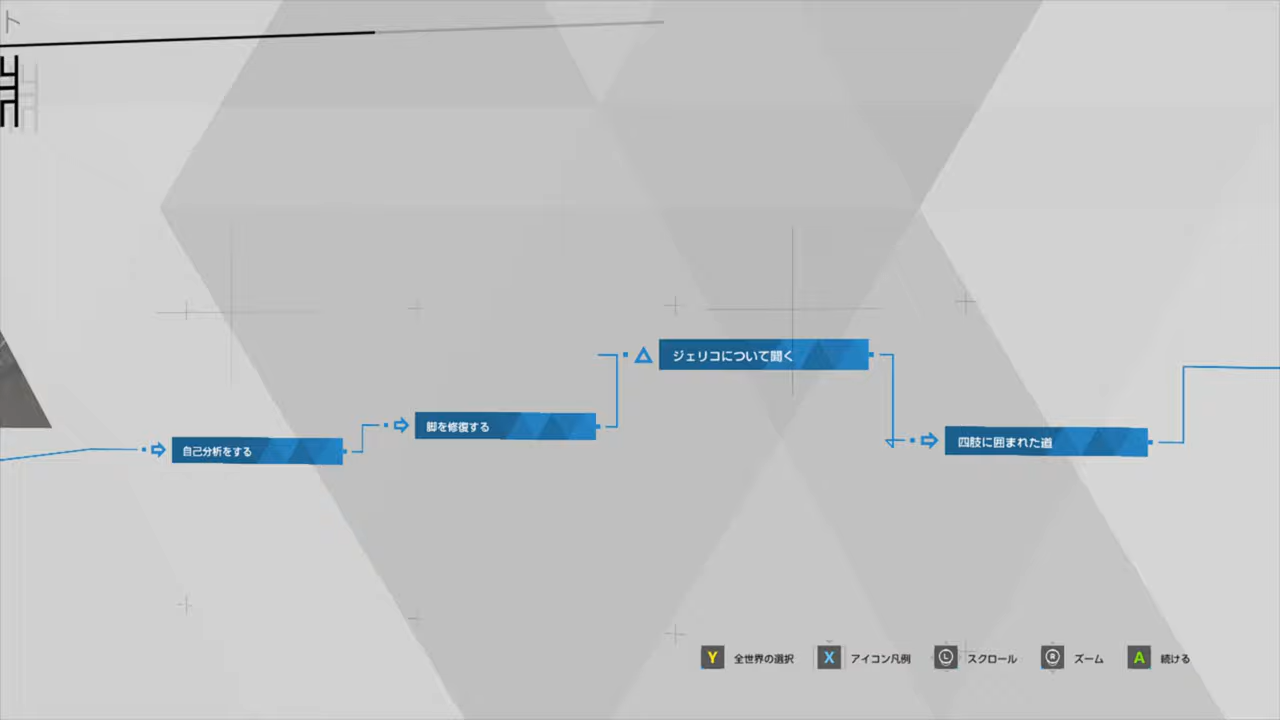 ト
ジェリコについて聞く
脚を修復する
自己分析をする
四肢に囲まれた道
Y 全世界の選択 X アイコン凡例 L スクロール R ズーム A 続ける